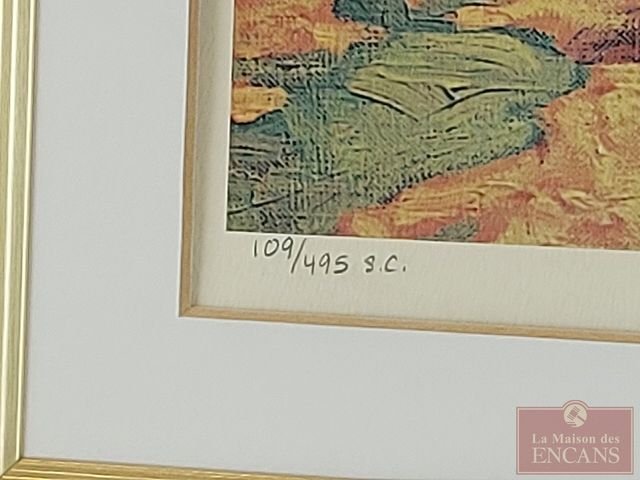 109/495 S.C.
La Maison des
ENCANS